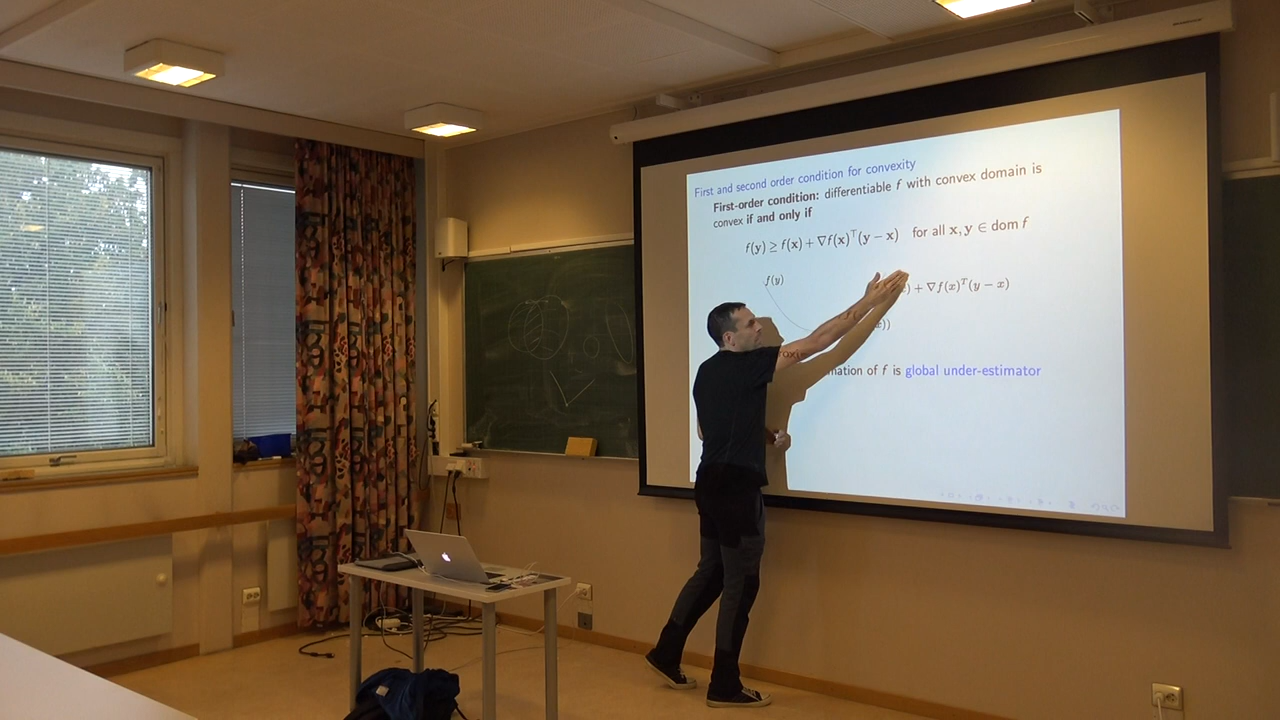 First and second order condition for convexity
First-order condition: differentiable f with convex domain is
convex if and only if
f(y) ≥ f(x) + ∇f(x)ᵀ(y − x) for all x, y ∈ dom f
f(y)
) + ∇f(x)ᵀ(y − x)
x))
mation of f is global under-estimator